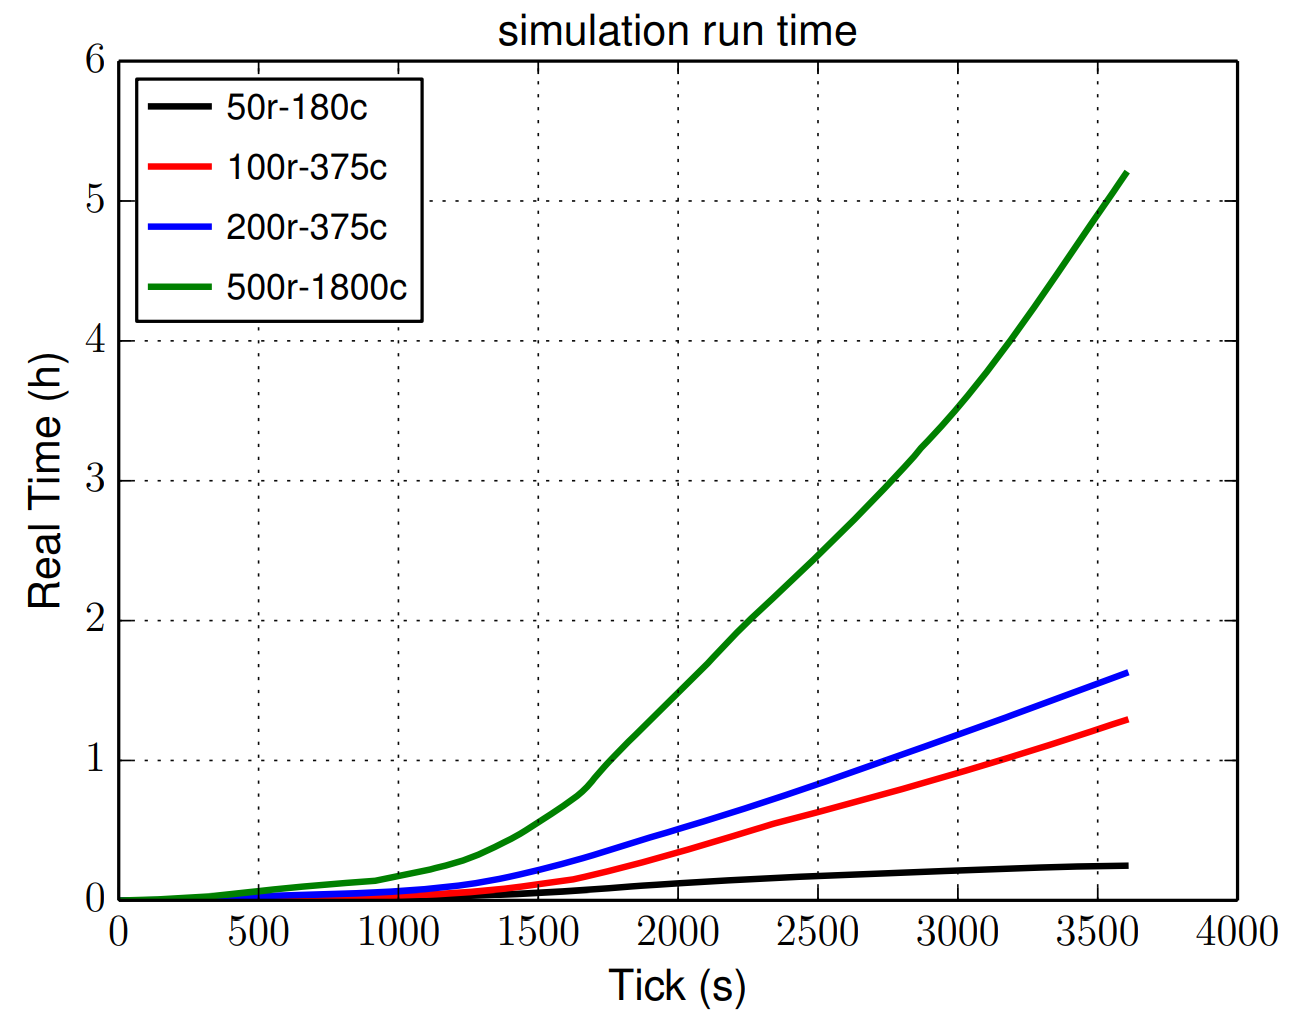 simulation run time
6
5
4
3
2
1
0
Real Time (h)
50r-180c
100r-375c
200r-375c
500r-1800c
0 500 1000 1500 2000 2500 3000 3500 4000
Tick (s)